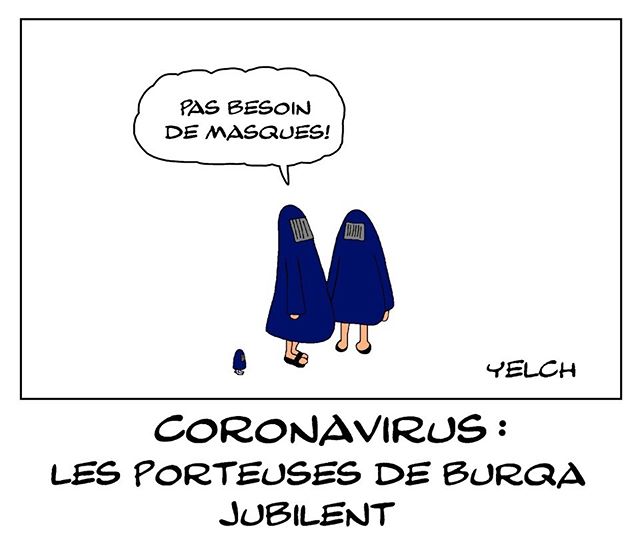 PAS BESOIN
DE MASQUES!
YELCH
CORONAVIRUS:
LES PORTEUSES DE BURQA
JUBILENT